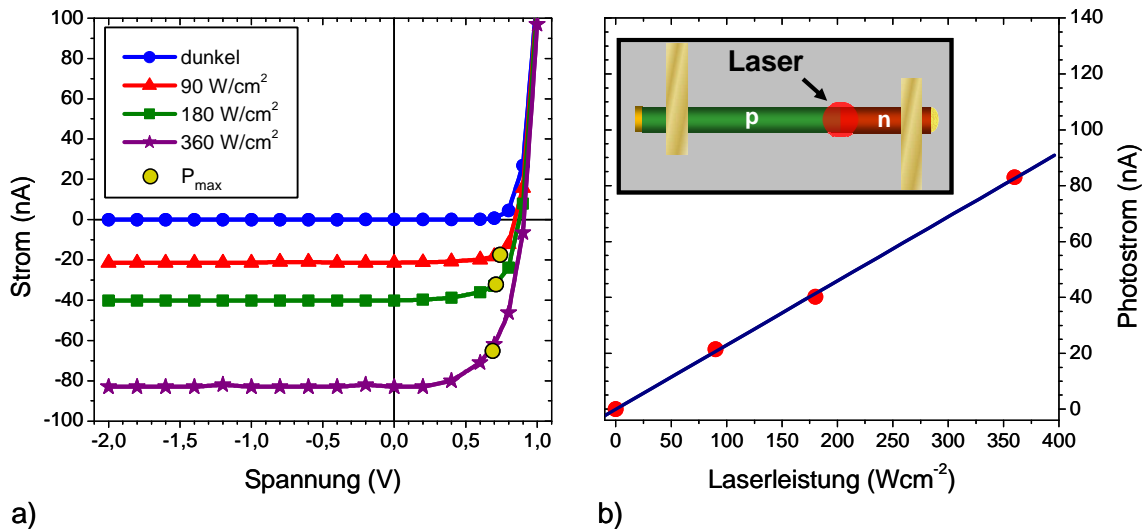 100
80
60
40
20
0
-20
-40
-60
-80
-100
Strom (nA)
dunkel
90 W/cm²
180 W/cm²
360 W/cm²
Pmax
-2,0 -1,5 -1,0 -0,5 0,0 0,5 1,0
Spannung (V)
a)
Laser
p n
140
120
100
80
60
40
20
0
Photostrom (nA)
0 50 100 150 200 250 300 350 400
Laserleistung (Wcm⁻²)
b)